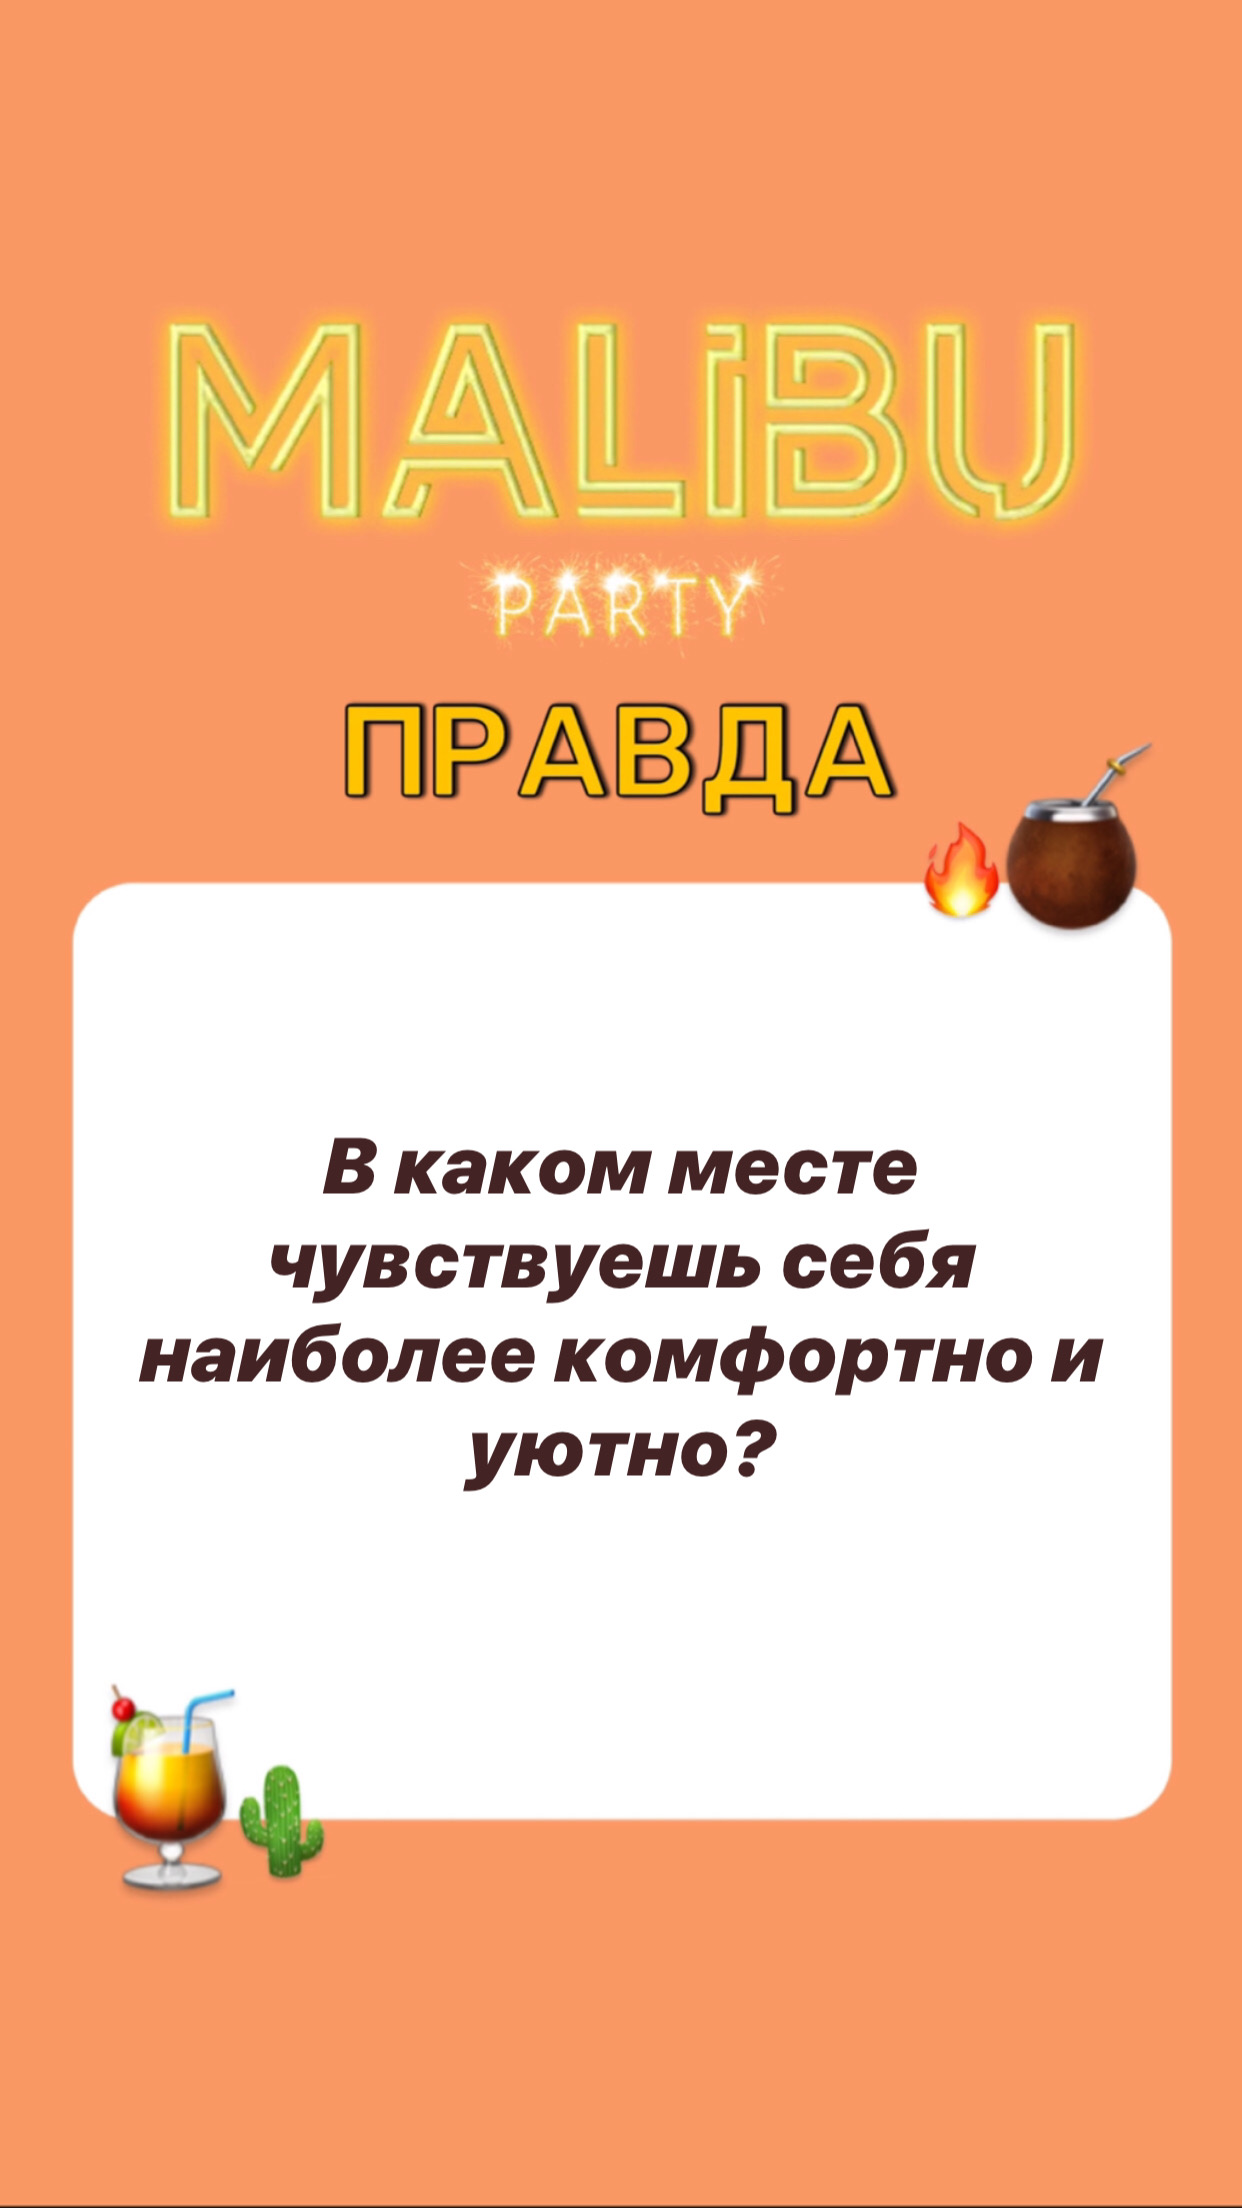 MALiBU
PARTY
ПРАВДА
В каком месте
чувствуешь себя
наиболее комфортно и
уютно?